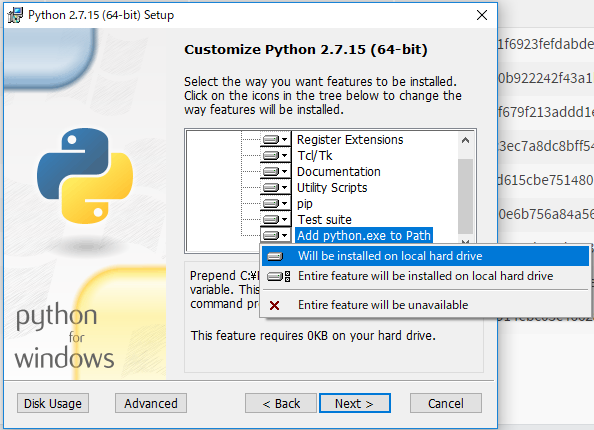 Python 2.7.15 (64-bit) Setup
Customize Python 2.7.15 (64-bit)
Select the way you want features to be installed.
Click on the icons in the tree below to change the
way features will be installed.
Register Extensions
Tcl/Tk
Documentation
Utility Scripts
pip
Test suite
Add python.exe to Path
Will be installed on local hard drive
Entire feature will be installed on local hard drive
Entire feature will be unavailable
Prepend C:¥
variable. This
command pr
This feature requires 0KB on your hard drive.
python
for
windows
Disk Usage
Advanced
< Back
Next >
Cancel
1f6923fefdabde
0b922242f43a1
f679f213addd1e
3ec7a8dc8bff54
d615cbe751480
0e6b756a84a56